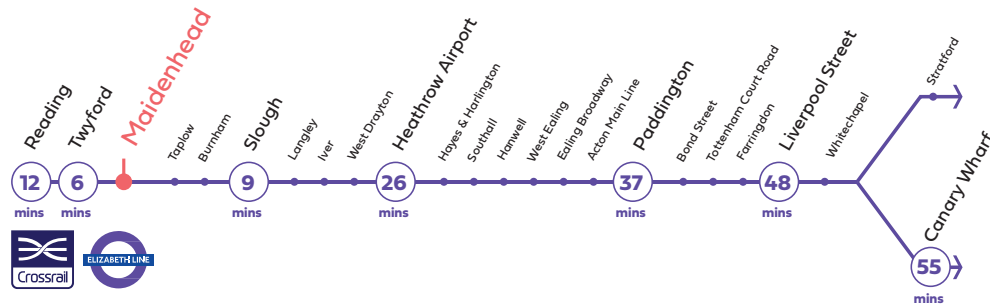 Reading
Twyford
Maidenhead
Taplow
Burnham
Slough
Langley
Iver
West Drayton
Heathrow Airport
Hayes & Harlington
Southall
Hanwell
West Ealing
Ealing Broadway
Acton Main Line
Paddington
Bond Street
Tottenham Court Road
Farringdon
Liverpool Street
Whitechapel
Stratford
Canary Wharf
12
mins
6
mins
9
mins
26
mins
37
mins
48
mins
55
mins
Crossrail
ELIZABETH LINE